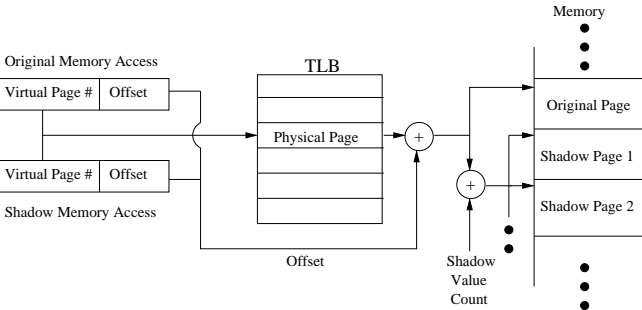 Memory
Original Memory Access
TLB
Virtual Page # Offset
Original Page
Physical Page
+
Shadow Page 1
Virtual Page # Offset
+
Shadow Page 2
Shadow Memory Access
Offset
Shadow
Value
Count